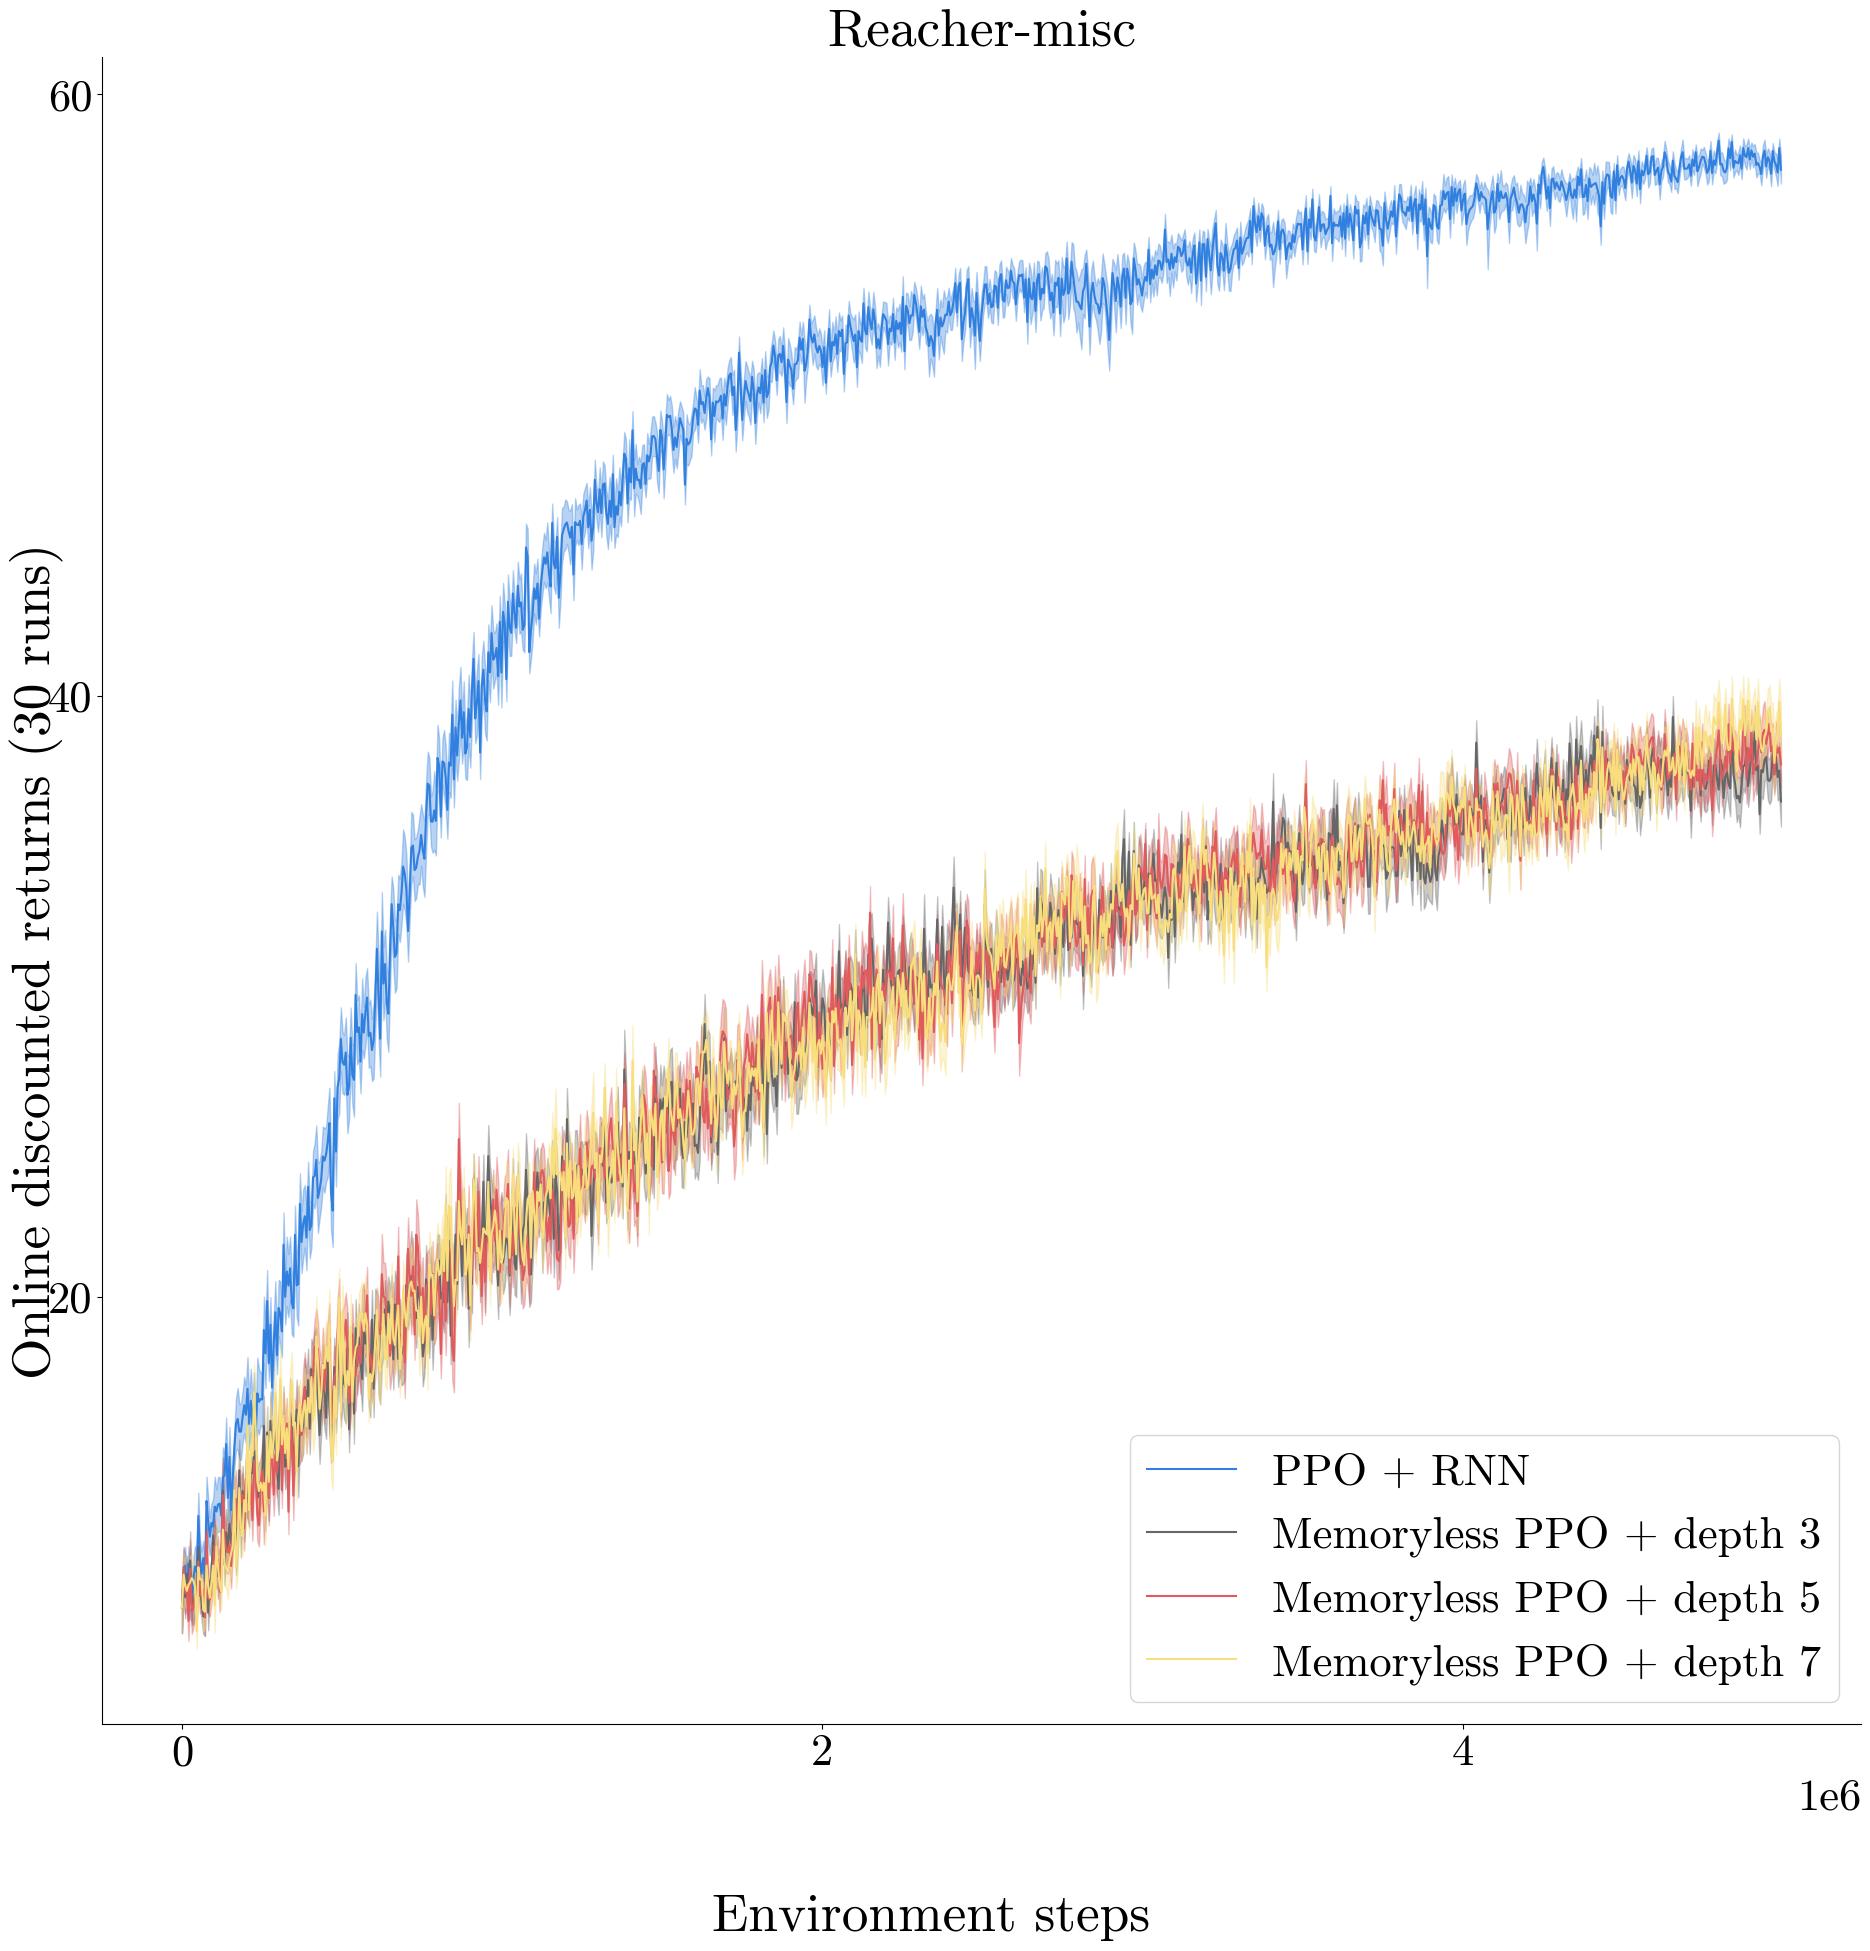 Reacher-misc
Online discounted returns (30 runs)
60
40
20
PPO + RNN
Memoryless PPO + depth 3
Memoryless PPO + depth 5
Memoryless PPO + depth 7
0 2 4
1e6
Environment steps